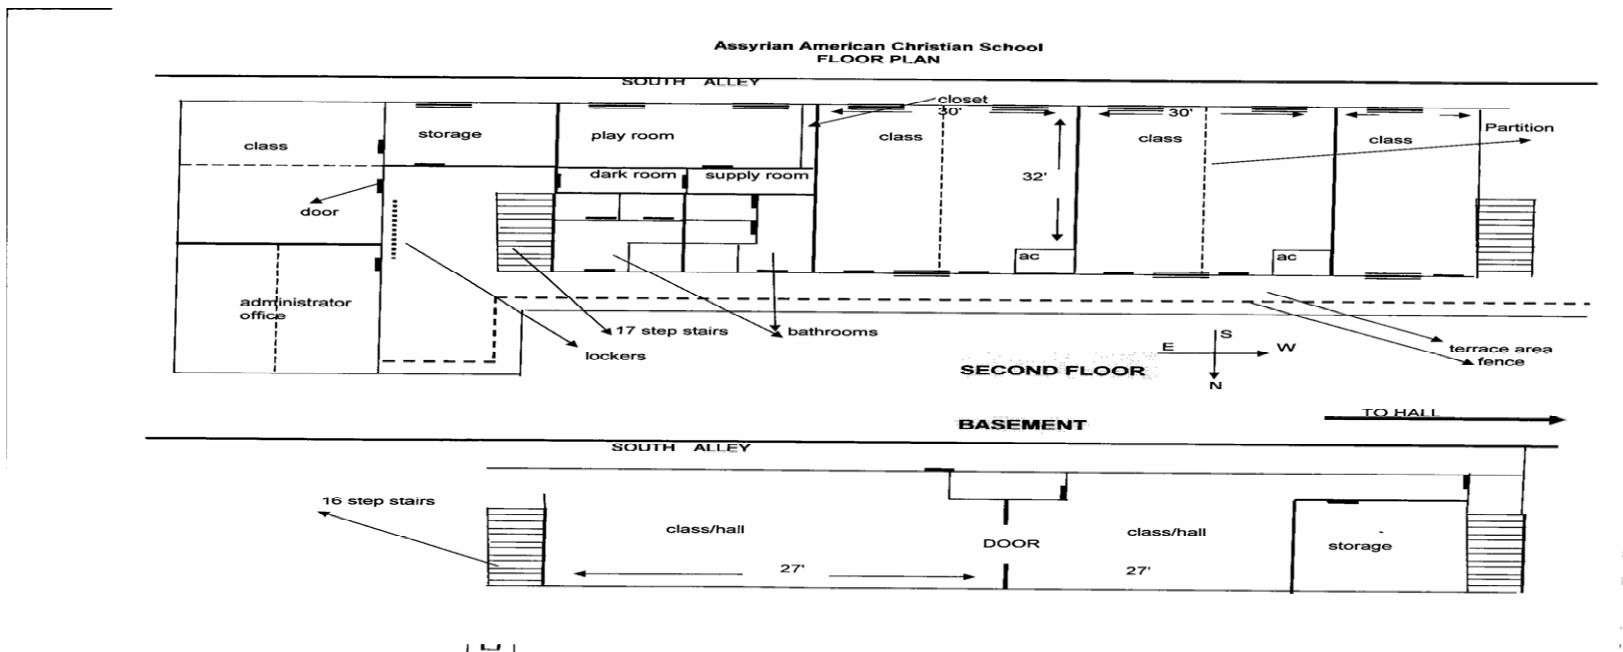 Assyrian American Christian School
FLOOR PLAN
SOUTH ALLEY
closet
30'
30'
class
storage
play room
class
class
class
Partition
dark room
supply room
32'
door
ac
ac
administrator
office
17 step stairs
bathrooms
lockers
S
E
W
N
terrace area
fence
SECOND FLOOR
TO HALL
BASEMENT
SOUTH ALLEY
16 step stairs
class/hall
class/hall
DOOR
storage
27'
27'